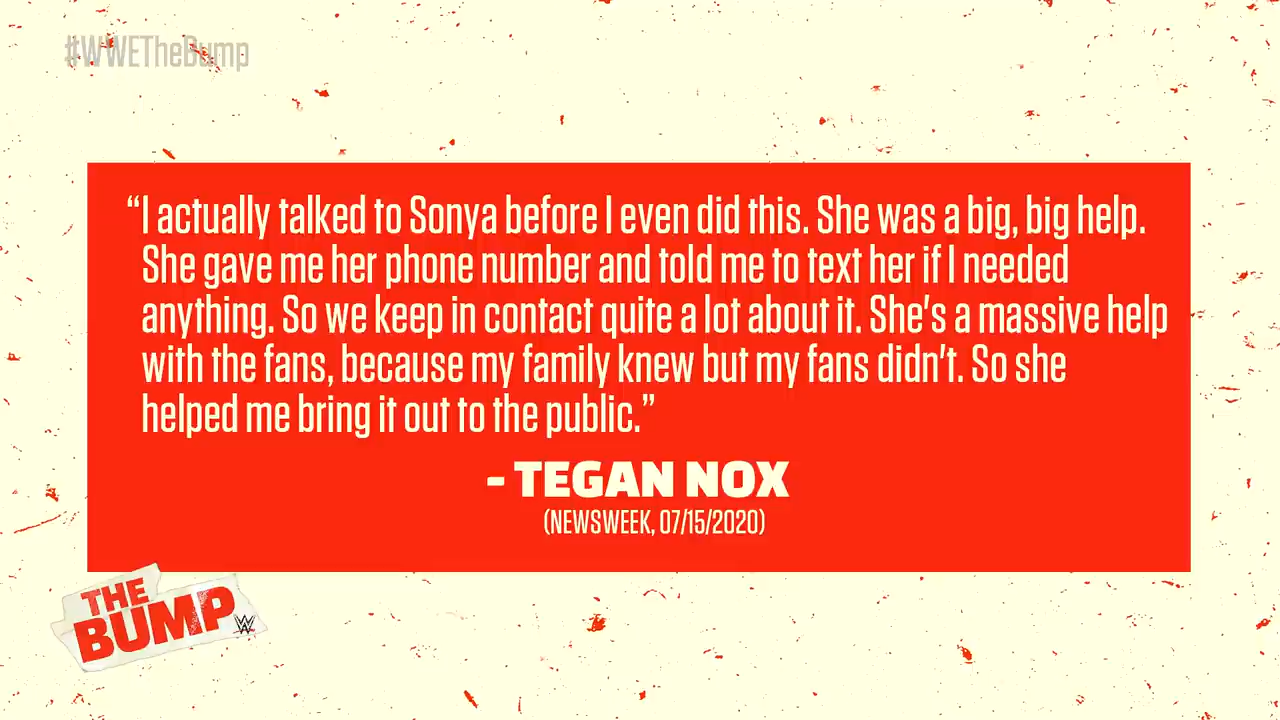 #WWETheBump
“I actually talked to Sonya before I even did this. She was a big, big help.
She gave me her phone number and told me to text her if I needed
anything. So we keep in contact quite a lot about it. She's a massive help
with the fans, because my family knew but my fans didn't. So she
helped me bring it out to the public.”
- TEGAN NOX
(NEWSWEEK, 07/15/2020)
THE
BUMP
W